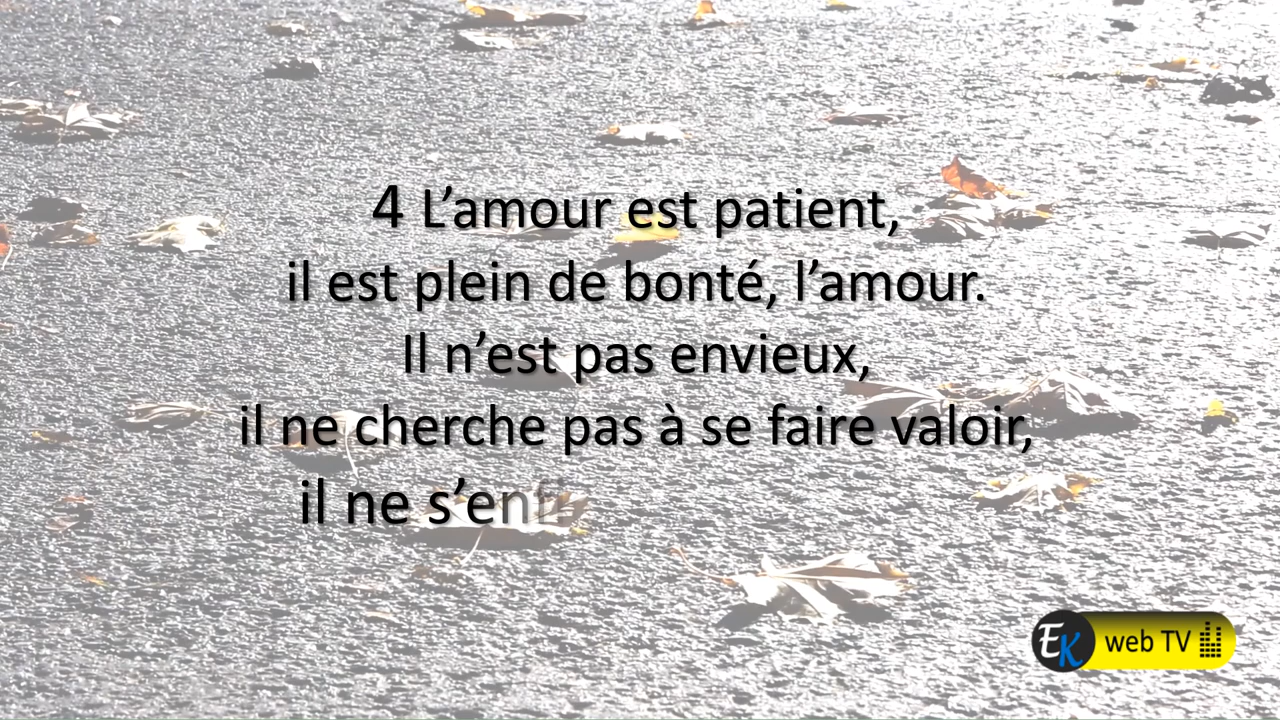 4 L’amour est patient,
il est plein de bonté, l’amour.
Il n’est pas envieux,
il ne cherche pas à se faire valoir,
il ne s’enf
EK web TV